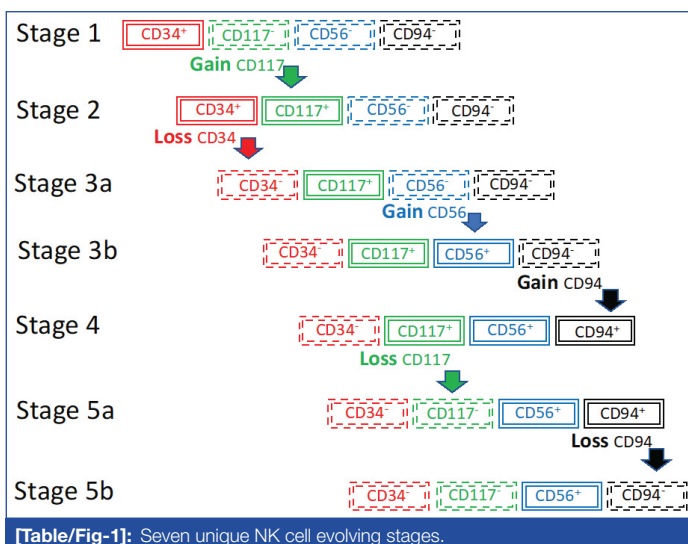 Stage 1 CD34⁺ CD117⁻ CD56⁻ CD94⁻
Gain CD117
Stage 2 CD34⁺ CD117⁺ CD56⁻ CD94⁻
Loss CD34
Stage 3a CD34⁻ CD117⁺ CD56⁻ CD94⁻
Gain CD56
Stage 3b CD34⁻ CD117⁺ CD56⁺ CD94⁻
Gain CD94
Stage 4 CD34⁻ CD117⁺ CD56⁺ CD94⁺
Loss CD117
Stage 5a CD34⁻ CD117⁻ CD56⁺ CD94⁺
Loss CD94
Stage 5b CD34⁻ CD117⁻ CD56⁺ CD94⁻
[Table/Fig-1]: Seven unique NK cell evolving stages.